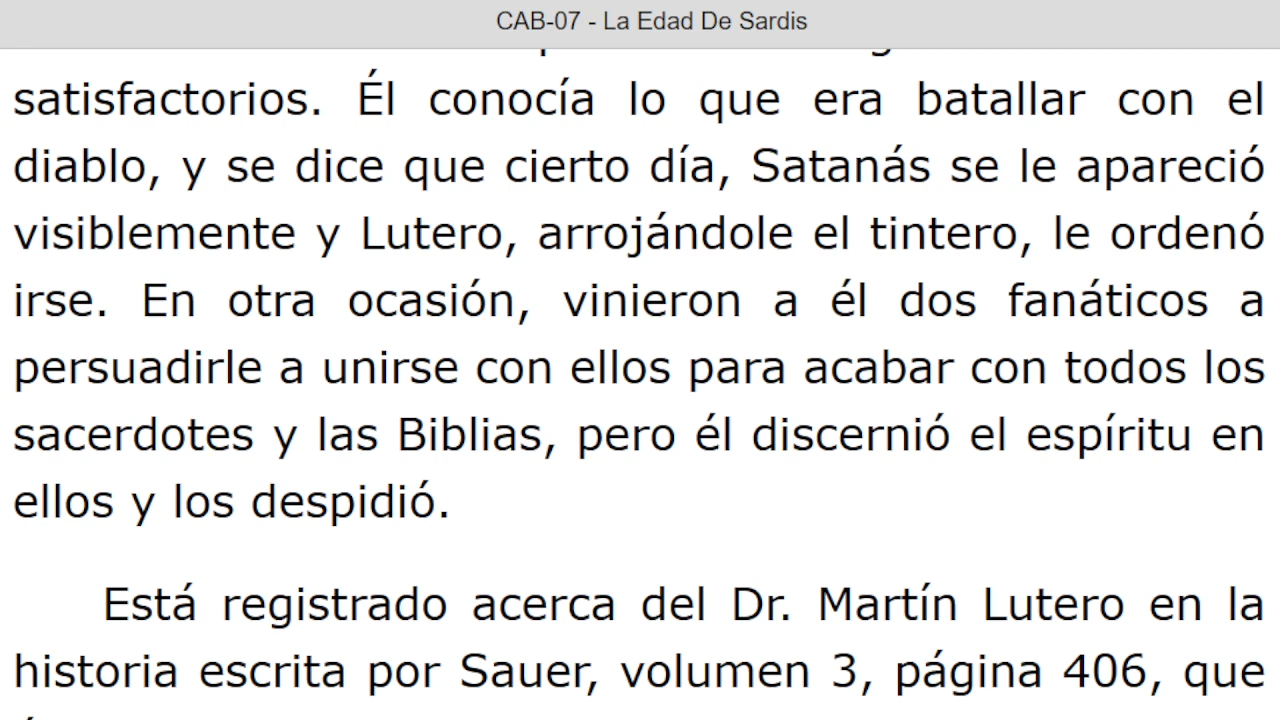 CAB-07 - La Edad De Sardis
satisfactorios. Él conocía lo que era batallar con el
diablo, y se dice que cierto día, Satanás se le apareció
visiblemente y Lutero, arrojándole el tintero, le ordenó
irse. En otra ocasión, vinieron a él dos fanáticos a
persuadirle a unirse con ellos para acabar con todos los
sacerdotes y las Biblias, pero él discernió el espíritu en
ellos y los despidió.
Está registrado acerca del Dr. Martín Lutero en la
historia escrita por Sauer, volumen 3, página 406, que